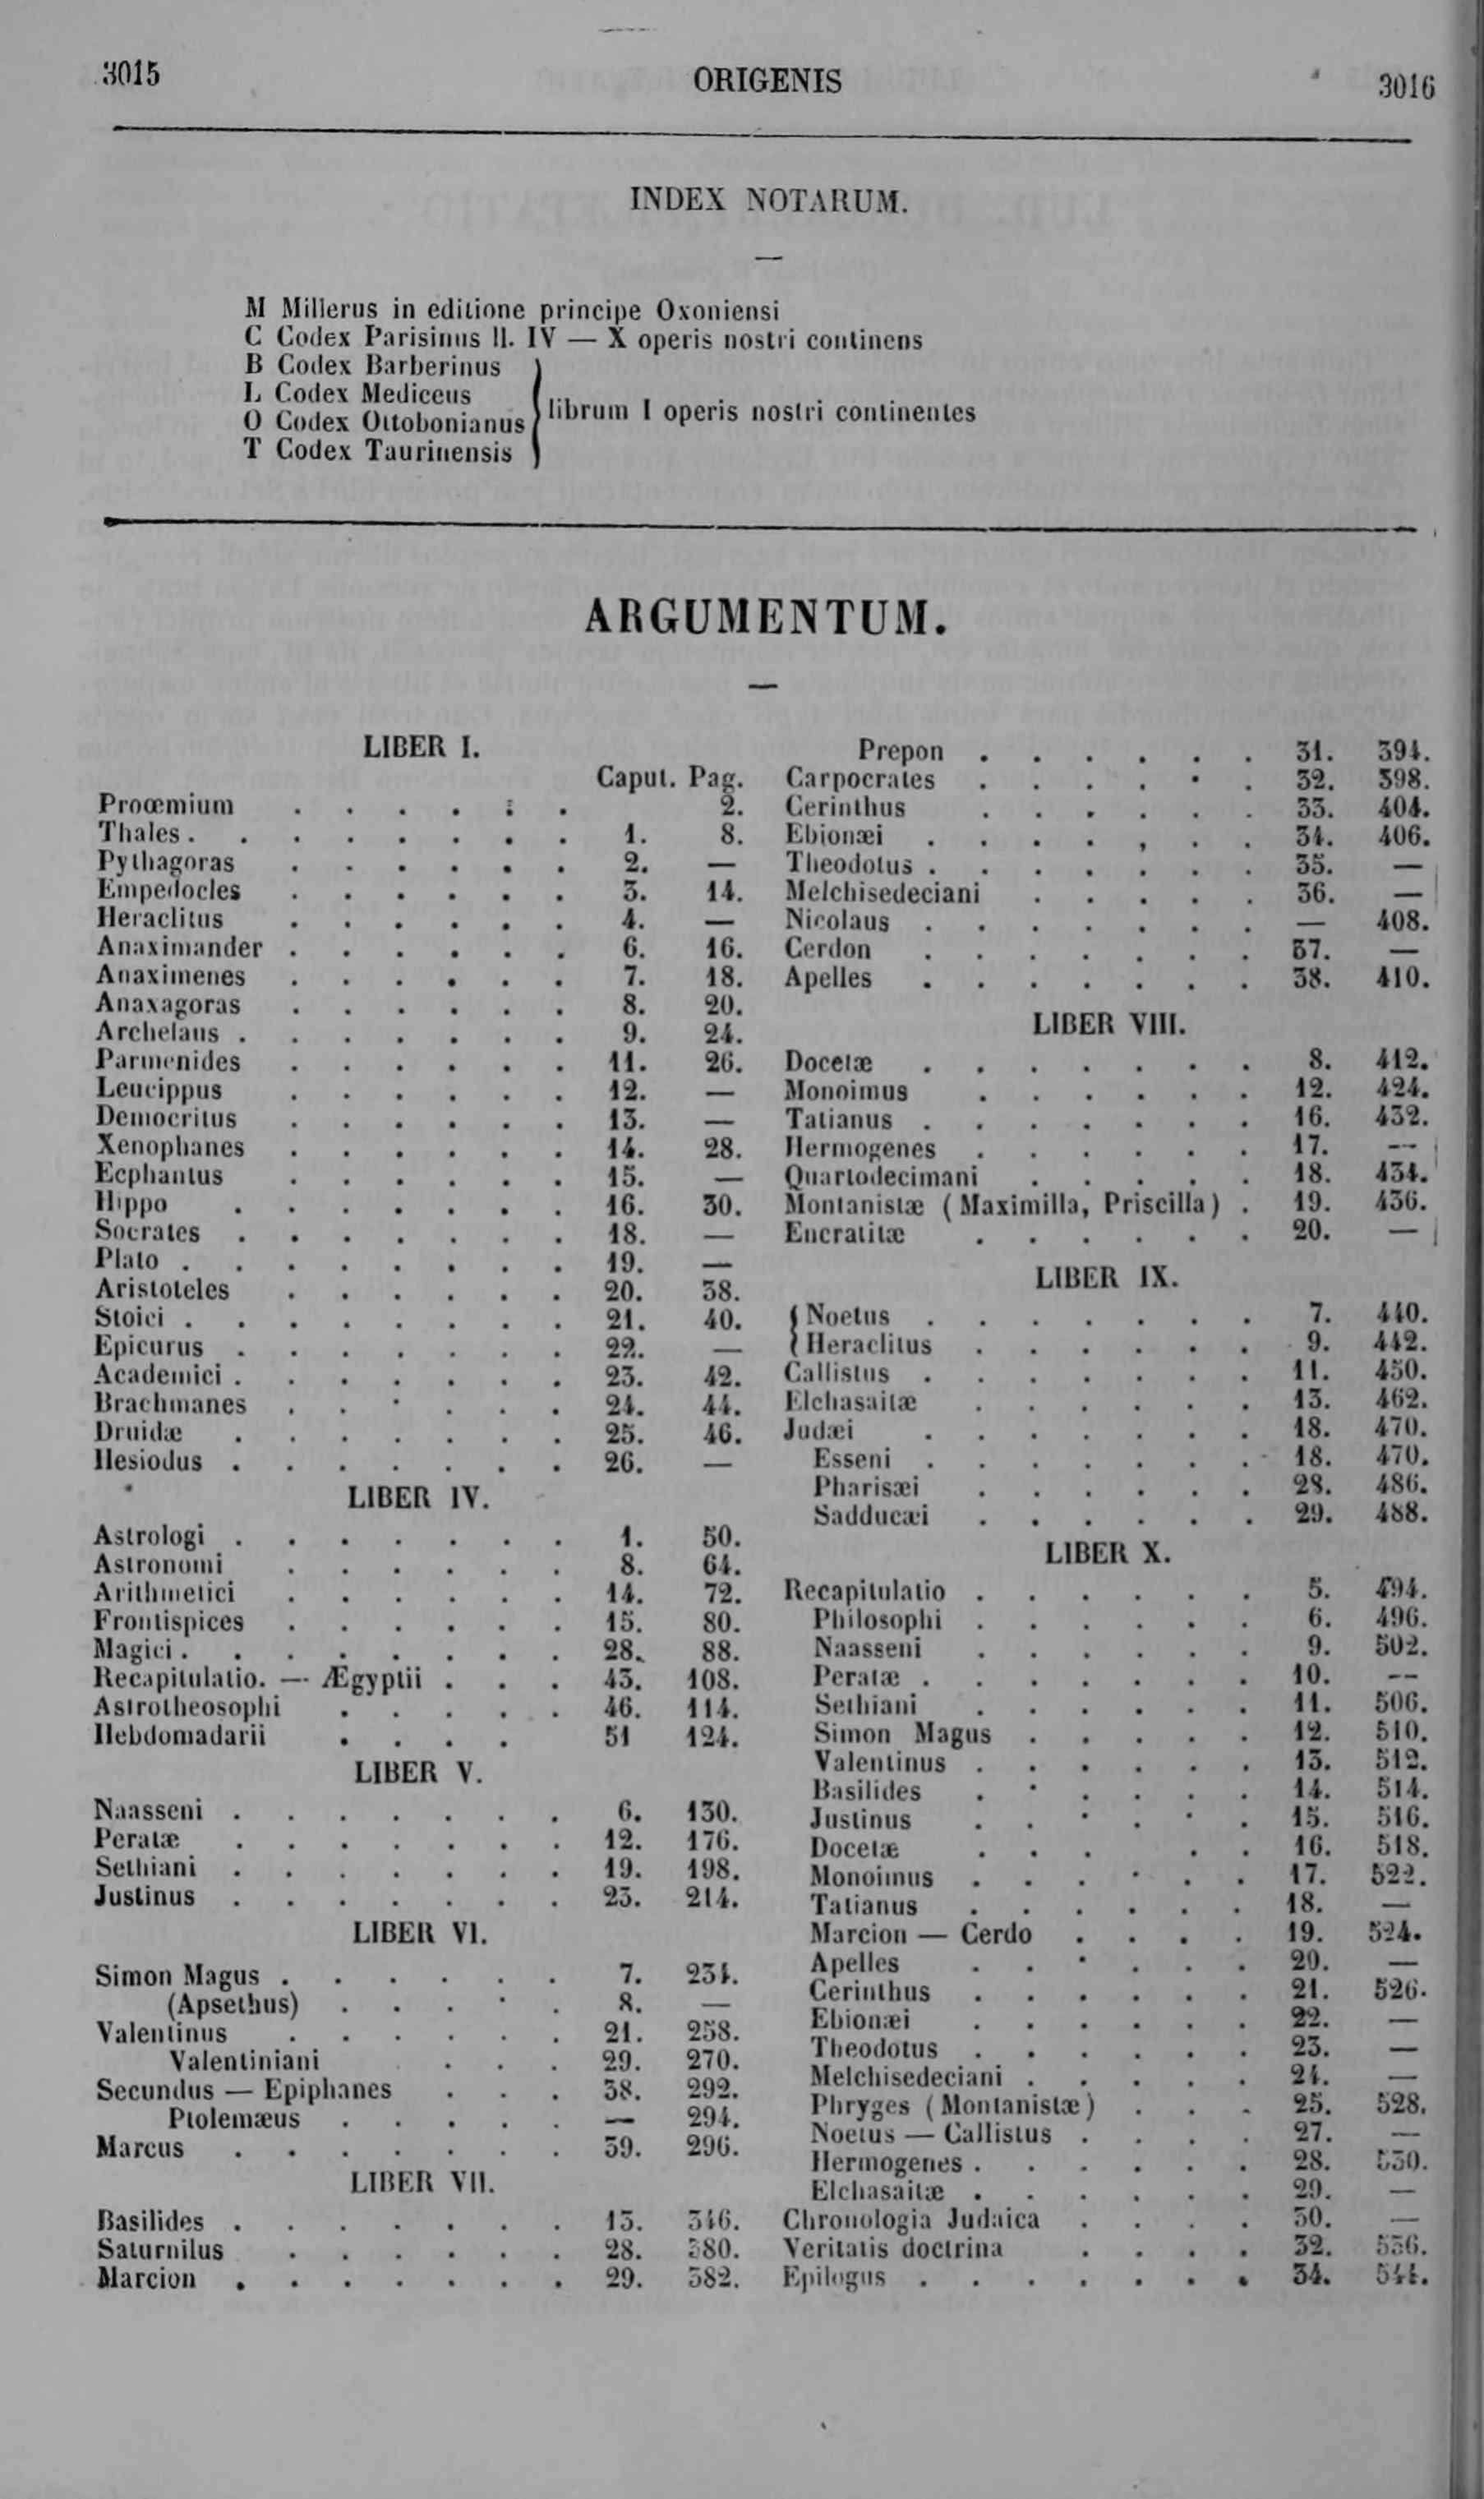 3015
ORIGENIS
3016
INDEX NOTARUM.
—
M Millerus in editione principe Oxoniensi
C Codex Parisinus ll. IV — X operis nostri continens
B Codex Barberinus
L Codex Mediceus
O Codex Ottobonianus
T Codex Taurinensis
librum I operis nostri continentes
ARGUMENTUM.
—
LIBER I.
Caput. Pag.
Proœmium . . . . . . 2.
Thales . . . . . . . . 1. 8.
Pythagoras . . . . . . 2. —
Empedocles . . . . . . 3. 14.
Heraclitus . . . . . . 4. —
Anaximander . . . . . . 6. 16.
Anaximenes . . . . . . 7. 18.
Anaxagoras . . . . . . 8. 20.
Archelaus . . . . . . . 9. 24.
Parmenides . . . . . . 11. 26.
Leucippus . . . . . . 12. —
Democritus . . . . . . 13. —
Xenophanes . . . . . . 14. 28.
Ecphantus . . . . . . 15. —
Hippo . . . . . . . 16. 30.
Socrates . . . . . . . 18. —
Plato . . . . . . . . 19. —
Aristoteles . . . . . . 20. 38.
Stoici . . . . . . . . 21. 40.
Epicurus . . . . . . . 22. —
Academici . . . . . . . 23. 42.
Brachmanes . . . . . . 24. 44.
Druidæ . . . . . . . 25. 46.
Hesiodus . . . . . . . 26. —
LIBER IV.
Astrologi . . . . . . . 1. 50.
Astronomi . . . . . . 8. 64.
Arithmetici . . . . . . 14. 72.
Frontispices . . . . . . 15. 80.
Magici . . . . . . . . 28. 88.
Recapitulatio. — Ægyptii . . . 43. 108.
Astrotheosophi . . . . . 46. 114.
Hebdomadarii . . . . 51 124.
LIBER V.
Naasseni . . . . . . . 6. 130.
Peratæ . . . . . . . 12. 176.
Sethiani . . . . . . . 19. 198.
Justinus . . . . . . . 23. 214.
LIBER VI.
Simon Magus . . . . . . 7. 234.
(Apsethus) . . . . . 8. —
Valentinus . . . . . . 21. 258.
Valentiniani . . . 29. 270.
Secundus — Epiphanes . . . 38. 292.
Ptolemæus . . . . . — 294.
Marcus . . . . . . . 39. 296.
LIBER VII.
Basilides . . . . . . . 13. 346.
Saturnilus . . . . . . 28. 380.
Marcion . . . . . . . 29. 382.
Prepon . . . . . . 31. 394.
Carpocrates . . . . . . 32. 398.
Cerinthus . . . . . . 33. 404.
Ebionæi . . . . , . . 34. 406.
Theodotus . . . . . . . 35. —
Melchisedeciani . . . . . 36. —
Nicolaus . . . . . . . — 408.
Cerdon . . . . . . . 37. —
Apelles . . . . . . . 38. 410.
LIBER VIII.
Docetæ . . . . . . . 8. 412.
Monoimus . . . . . . 12. 424.
Tatianus . . . . . . . 16. 432.
Hermogenes . . . . . . 17. —
Quartodecimani . . . . . 18. 434.
Montanistæ (Maximilla, Priscilla) . 19. 436.
Encratitæ . . . . . . 20. —
LIBER IX.
Noetus . . . . . . . 7. 440.
Heraclitus . . . . . . 9. 442.
Callistus . . . . . . . 11. 450.
Elchasaitæ . . . . . . 13. 462.
Judæi . . . . . . . 18. 470.
Esseni . . . . . . . 18. 470.
Pharisæi . . . . . . 28. 486.
Sadducæi . . . . . . 29. 488.
LIBER X.
Recapitulatio . . . . . . 5. 494.
Philosophi . . . . . . 6. 496.
Naasseni . . . . . . 9. 502.
Peratæ . . . . . . . 10. —
Sethiani . . . . . . 11. 506.
Simon Magus . . . . . 12. 510.
Valentinus . . . . . . 13. 512.
Basilides . . . . . . 14. 514.
Justinus . . . . . . 15. 516.
Docetæ . . . . . 16. 518.
Monoimus . . . . . . 17. 522.
Tatianus . . . . . . 18. —
Marcion — Cerdo . . . . 19. 524.
Apelles . . . . . . 20. —
Cerinthus . . . . . . 21. 526.
Ebionæi . . . . . . 22. —
Theodotus . . . . . . 23. —
Melchisedeciani . . . . . 24. —
Phryges (Montanistæ) . . . 25. 528.
Noetus — Callistus . . . . 27. —
Hermogenes . . . . . . 28. 530.
Elchasaitæ . . . . . . 29. —
Chronologia Judaica . . . . 30. —
Veritatis doctrina . . . . 32. 536.
Epilogus . . . . . . . 34. 544.